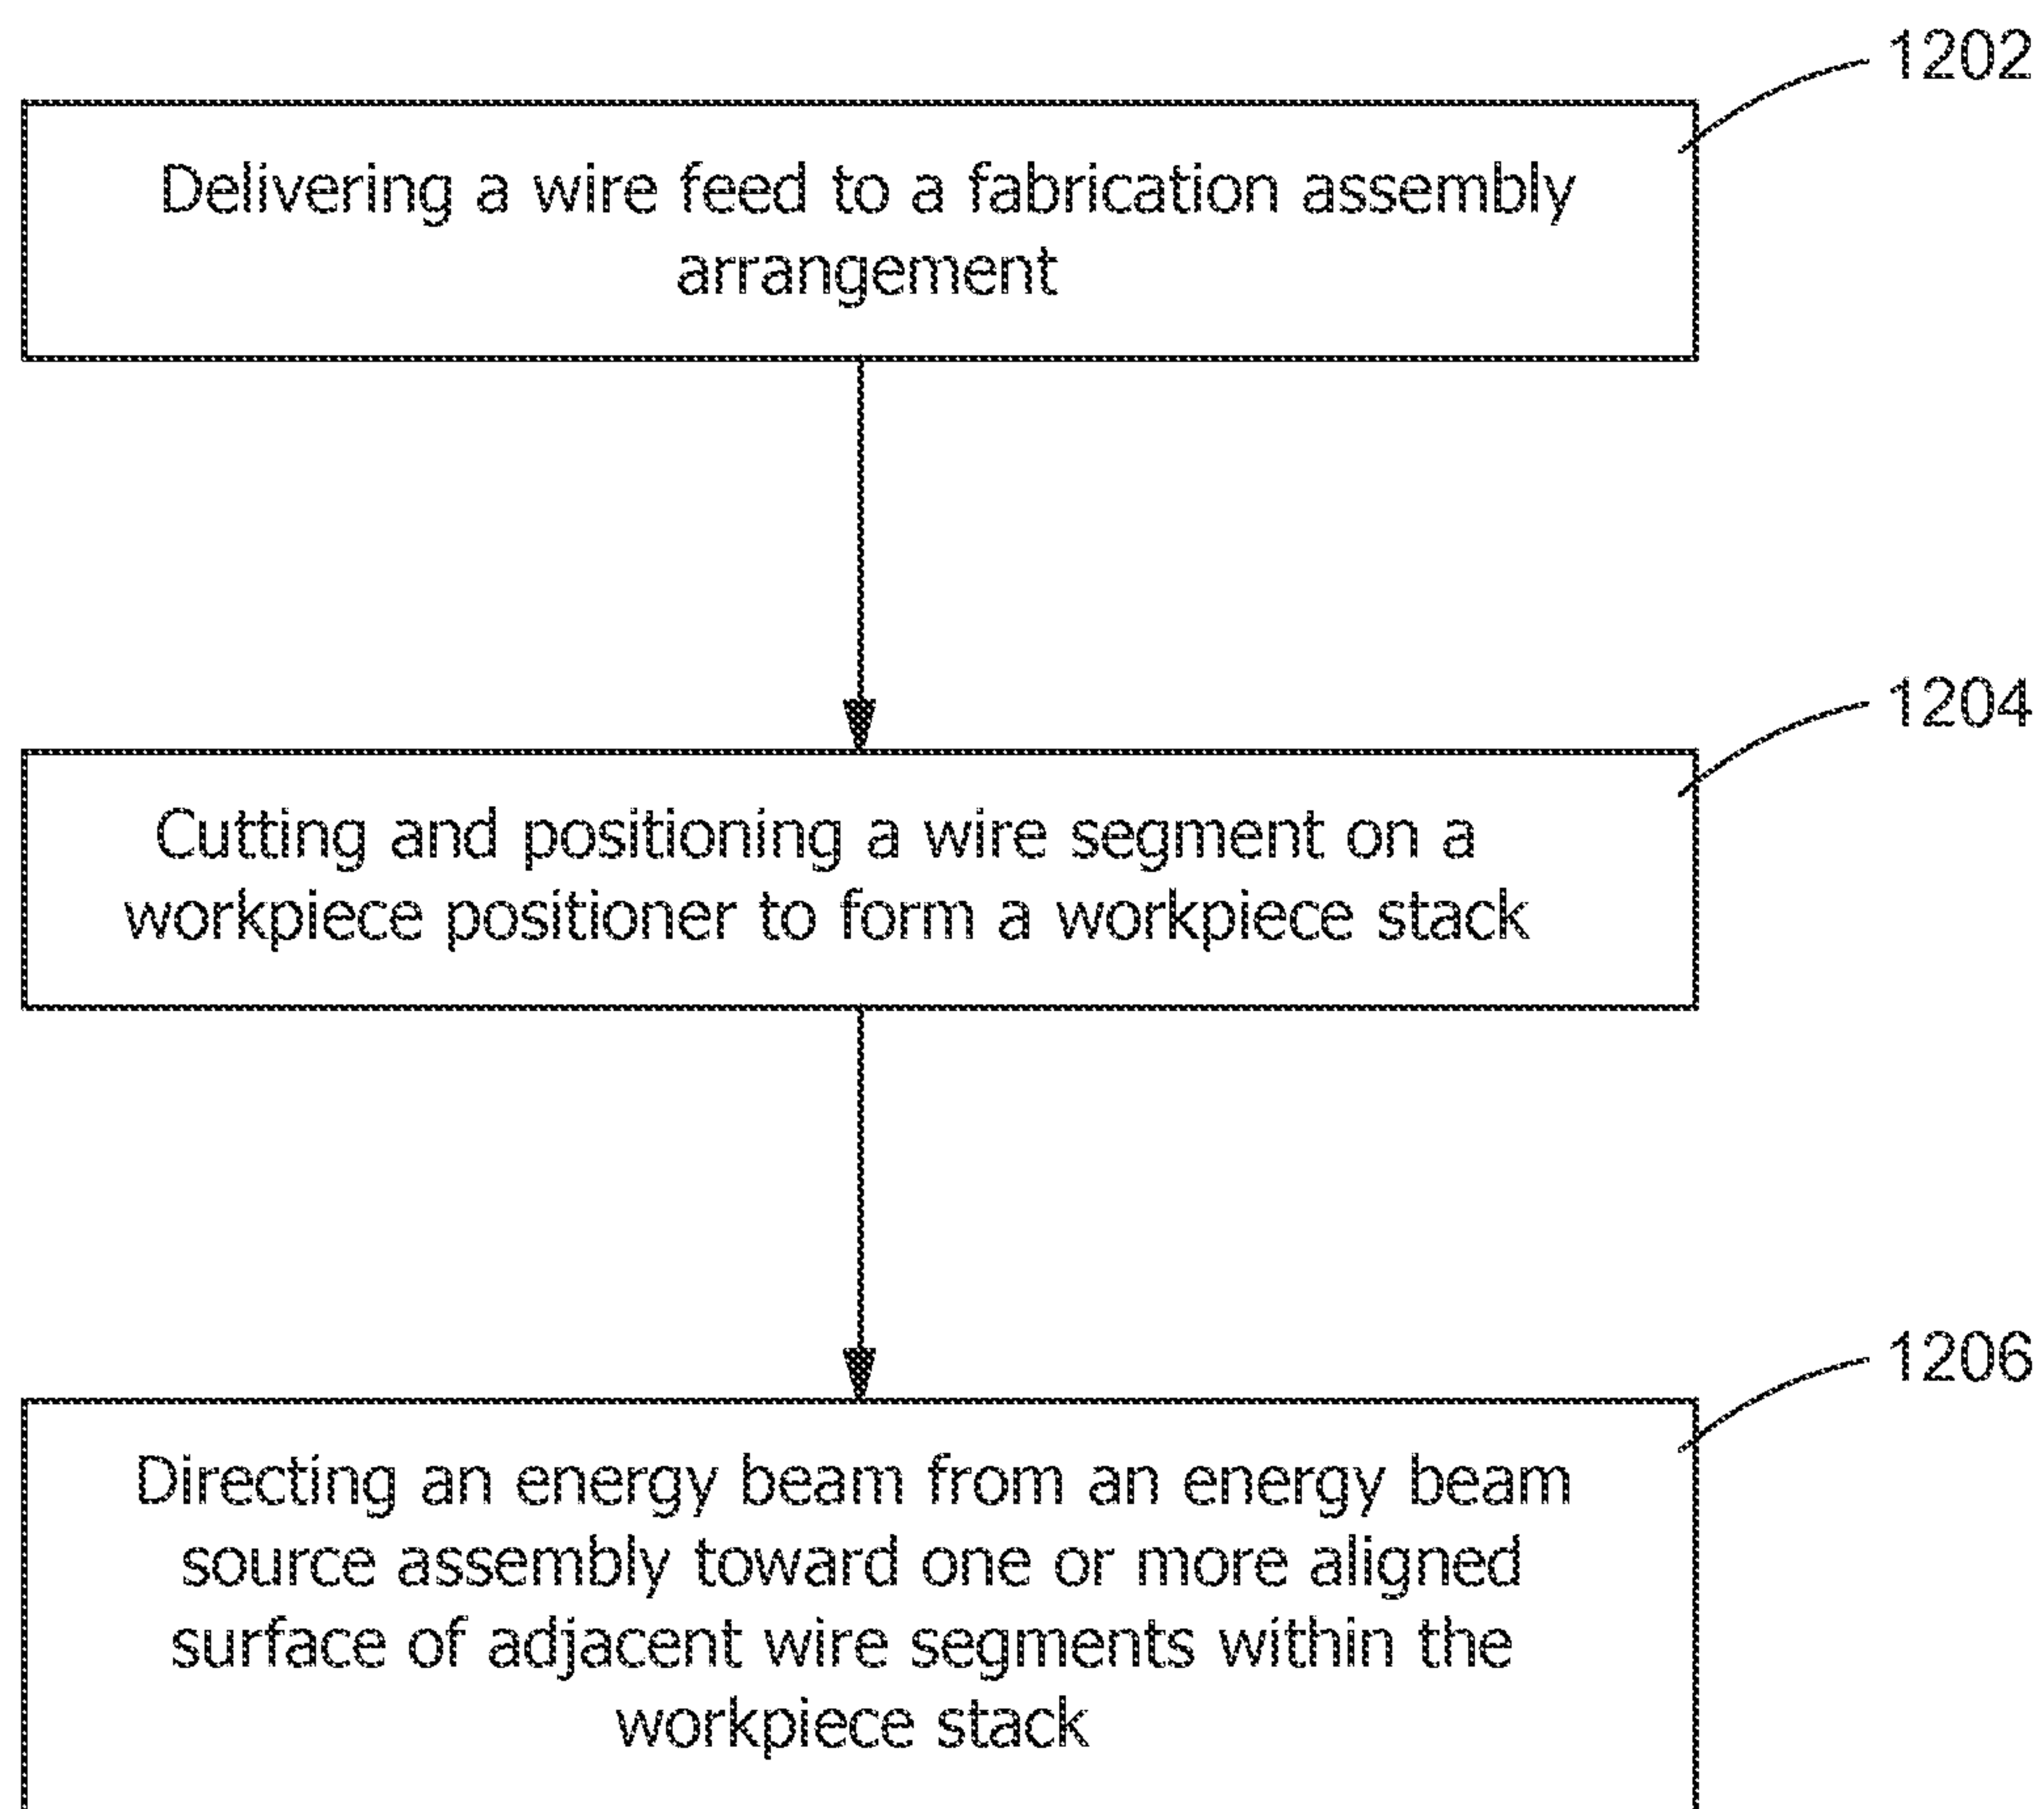 1202
Delivering a wire feed to a fabrication assembly
arrangement
1204
Cutting and positioning a wire segment on a
workpiece positioner to form a workpiece stack
1206
Directing an energy beam from an energy beam
source assembly toward one or more aligned
surface of adjacent wire segments within the
workpiece stack